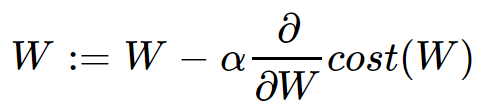 W := W − α ∂/∂W cost(W)